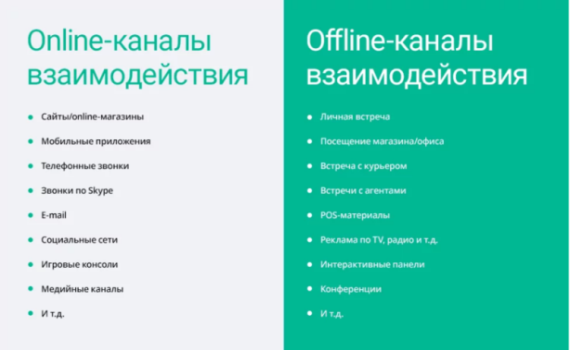 Online-каналы
взаимодействия
Сайты/online-магазины
Мобильные приложения
Телефонные звонки
Звонки по Skype
E-mail
Социальные сети
Игровые консоли
Медийные каналы
И т.д.
Offline-каналы
взаимодействия
Личная встреча
Посещение магазина/офиса
Встреча с курьером
Встречи с агентами
POS-материалы
Реклама по TV, радио и т.д.
Интерактивные панели
Конференции
И т.д.